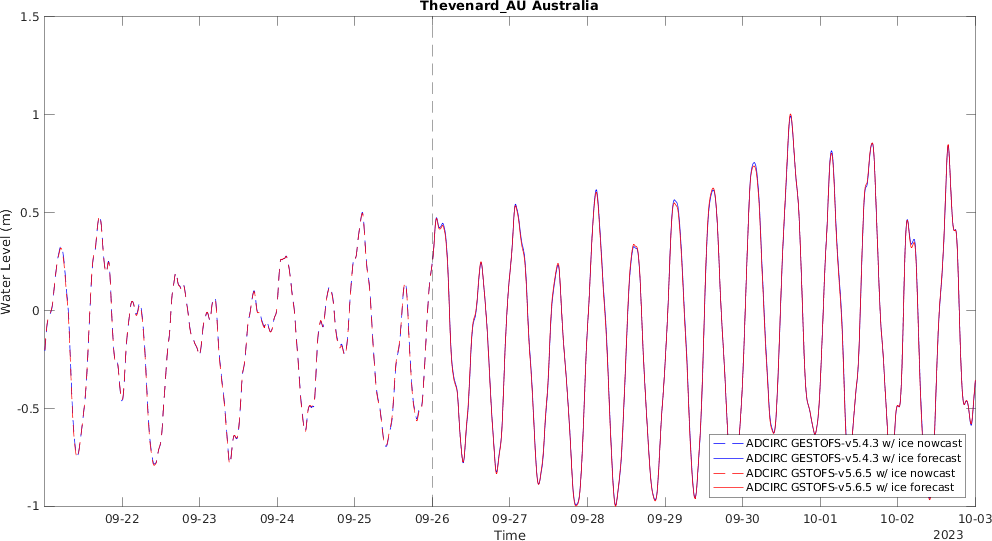 Thevenard_AU Australia
1.5
1
0.5
0
-0.5
-1
Water Level (m)
ADCIRC GESTOFS-v5.4.3 w/ ice nowcast
ADCIRC GESTOFS-v5.4.3 w/ ice forecast
ADCIRC GSTOFS-v5.6.5 w/ ice nowcast
ADCIRC GSTOFS-v5.6.5 w/ ice forecast
09-22 09-23 09-24 09-25 09-26 09-27 09-28 09-29 09-30 10-01 10-02 10-03
Time
2023